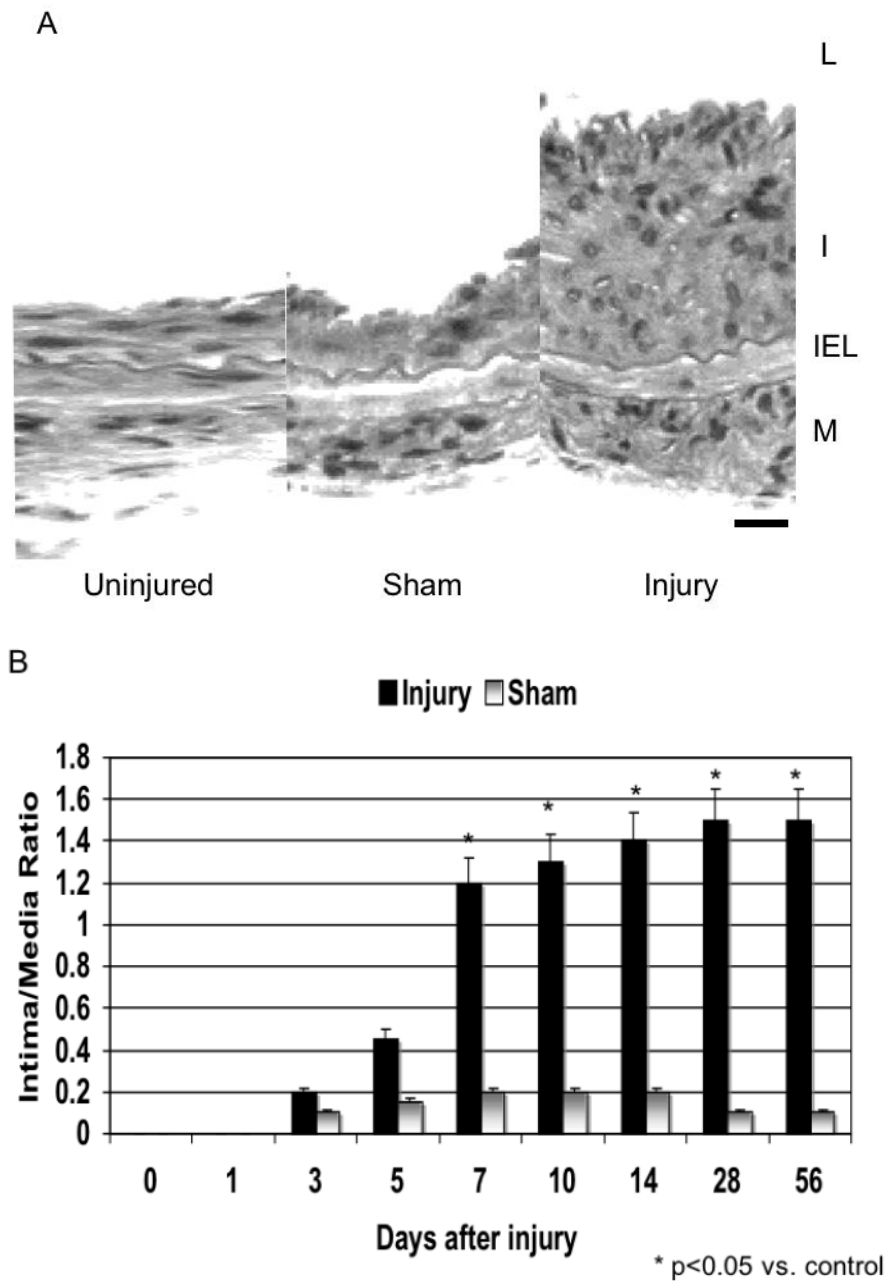 A
L
I
IEL
M
Uninjured Sham Injury
B
Injury Sham
Intima/Media Ratio
1.8
1.6
1.4
1.2
1
0.8
0.6
0.4
0.2
0
* * * * *
0 1 3 5 7 10 14 28 56
Days after injury
* p<0.05 vs. control